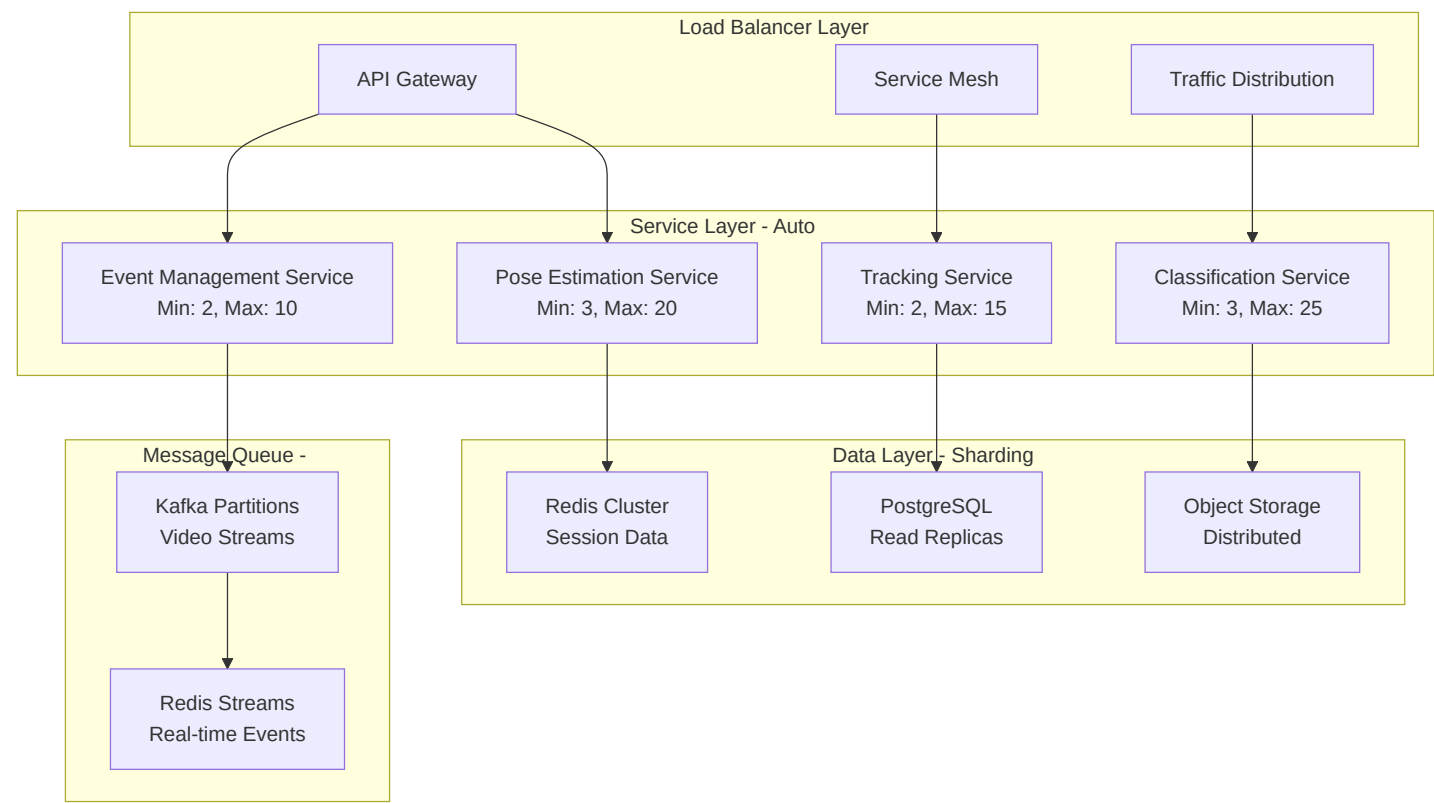 Load Balancer Layer
API Gateway
Service Mesh
Traffic Distribution
Service Layer - Auto
Event Management Service
Min: 2, Max: 10
Pose Estimation Service
Min: 3, Max: 20
Tracking Service
Min: 2, Max: 15
Classification Service
Min: 3, Max: 25
Message Queue -
Kafka Partitions
Video Streams
Redis Streams
Real-time Events
Data Layer - Sharding
Redis Cluster
Session Data
PostgreSQL
Read Replicas
Object Storage
Distributed